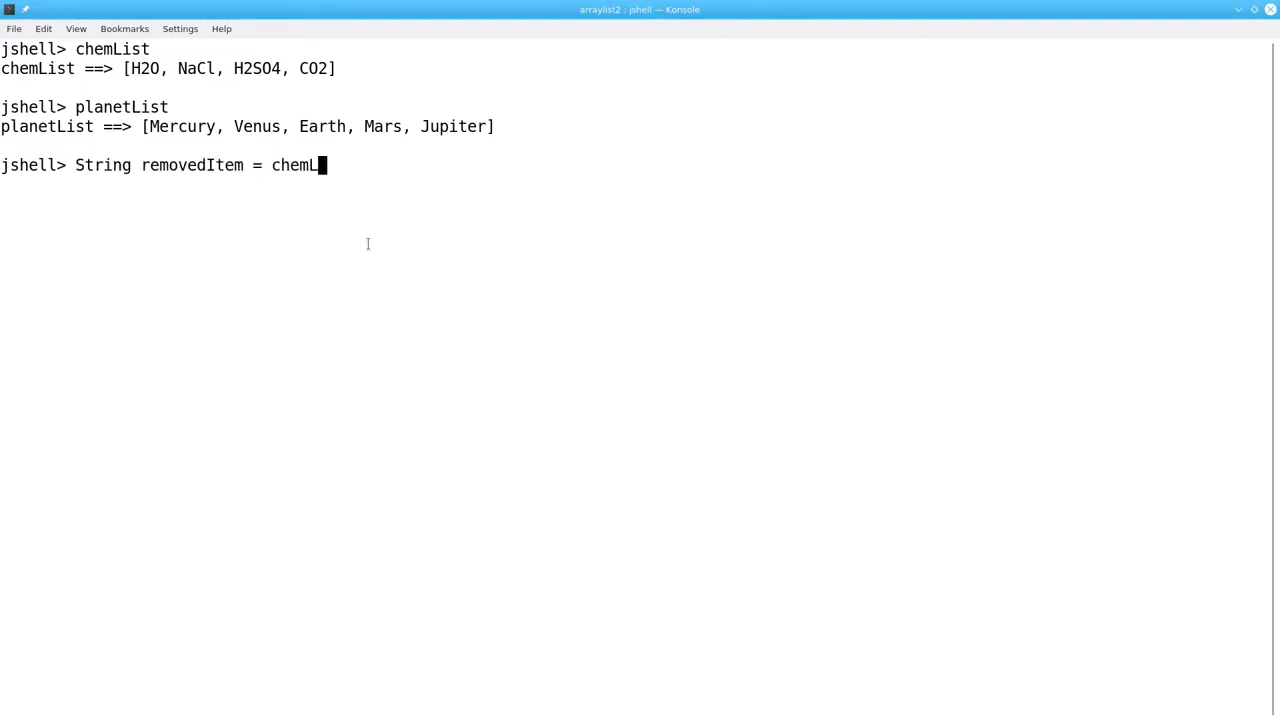 arraylist2 : jshell — Konsole
File Edit View Bookmarks Settings Help
jshell> chemList
chemList ==> [H2O, NaCl, H2SO4, CO2]
jshell> planetList
planetList ==> [Mercury, Venus, Earth, Mars, Jupiter]
jshell> String removedItem = chemL